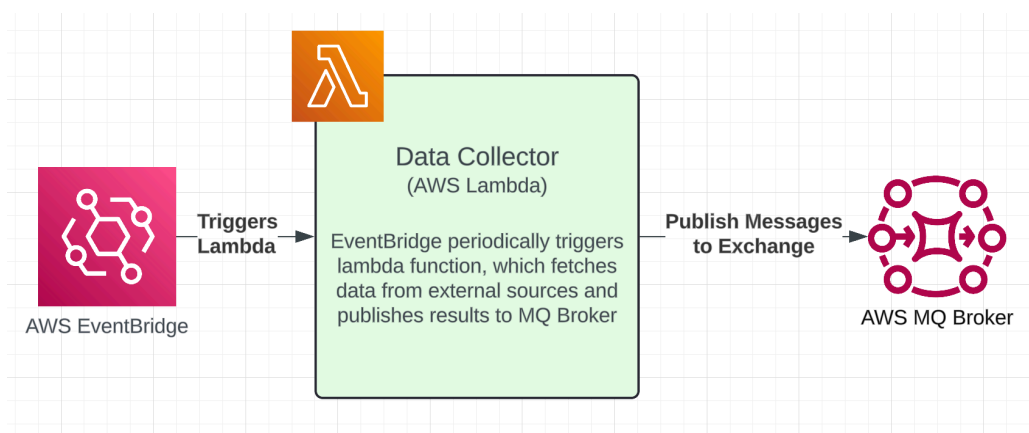 Data Collector
(AWS Lambda)
Triggers
Lambda
EventBridge periodically triggers
lambda function, which fetches
data from external sources and
publishes results to MQ Broker
Publish Messages
to Exchange
AWS EventBridge
AWS MQ Broker